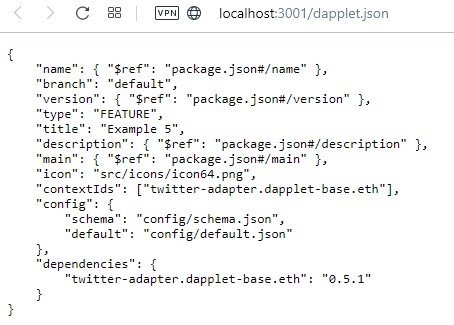 VPN localhost:3001/dapplet.json
{
    "name": { "$ref": "package.json#/name" },
    "branch": "default",
    "version": { "$ref": "package.json#/version" },
    "type": "FEATURE",
    "title": "Example 5",
    "description": { "$ref": "package.json#/description" },
    "main": { "$ref": "package.json#/main" },
    "icon": "src/icons/icon64.png",
    "contextIds": ["twitter-adapter.dapplet-base.eth"],
    "config": {
        "schema": "config/schema.json",
        "default": "config/default.json"
    },
    "dependencies": {
        "twitter-adapter.dapplet-base.eth": "0.5.1"
    }
}